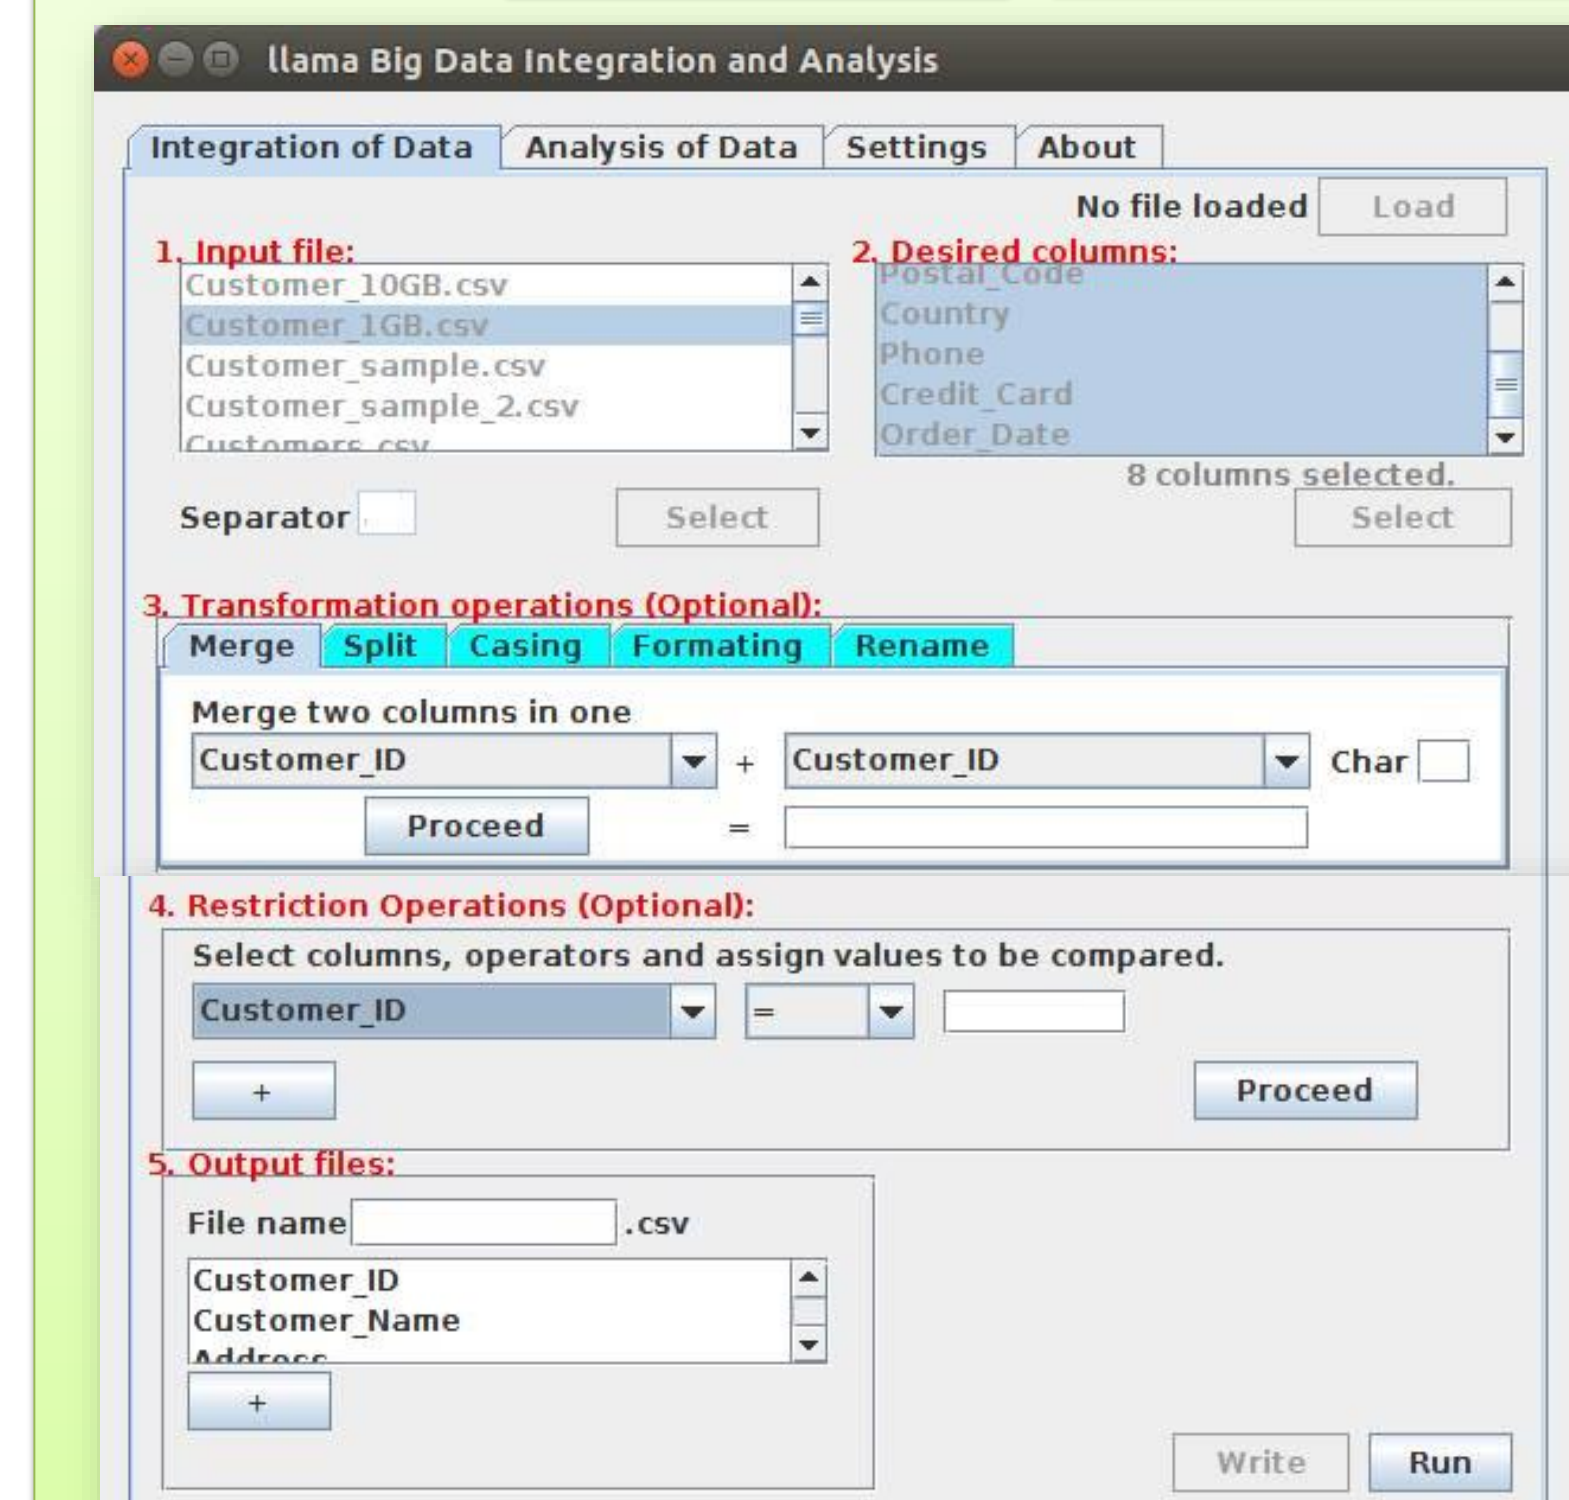 llama Big Data Integration and Analysis
Integration of Data Analysis of Data Settings About
No file loaded Load
1. Input file: 2. Desired columns:
Customer_10GB.csv
Customer_1GB.csv
Customer_sample.csv
Customer_sample_2.csv
Customers.csv
Postal_Code
Country
Phone
Credit_Card
Order_Date
8 columns selected.
Separator , Select Select
3. Transformation operations (Optional):
Merge Split Casing Formating Rename
Merge two columns in one
Customer_ID + Customer_ID Char
Proceed =
4. Restriction Operations (Optional):
Select columns, operators and assign values to be compared.
Customer_ID =
+ Proceed
5. Output files:
File name .csv
Customer_ID
Customer_Name
Address
+
Write Run